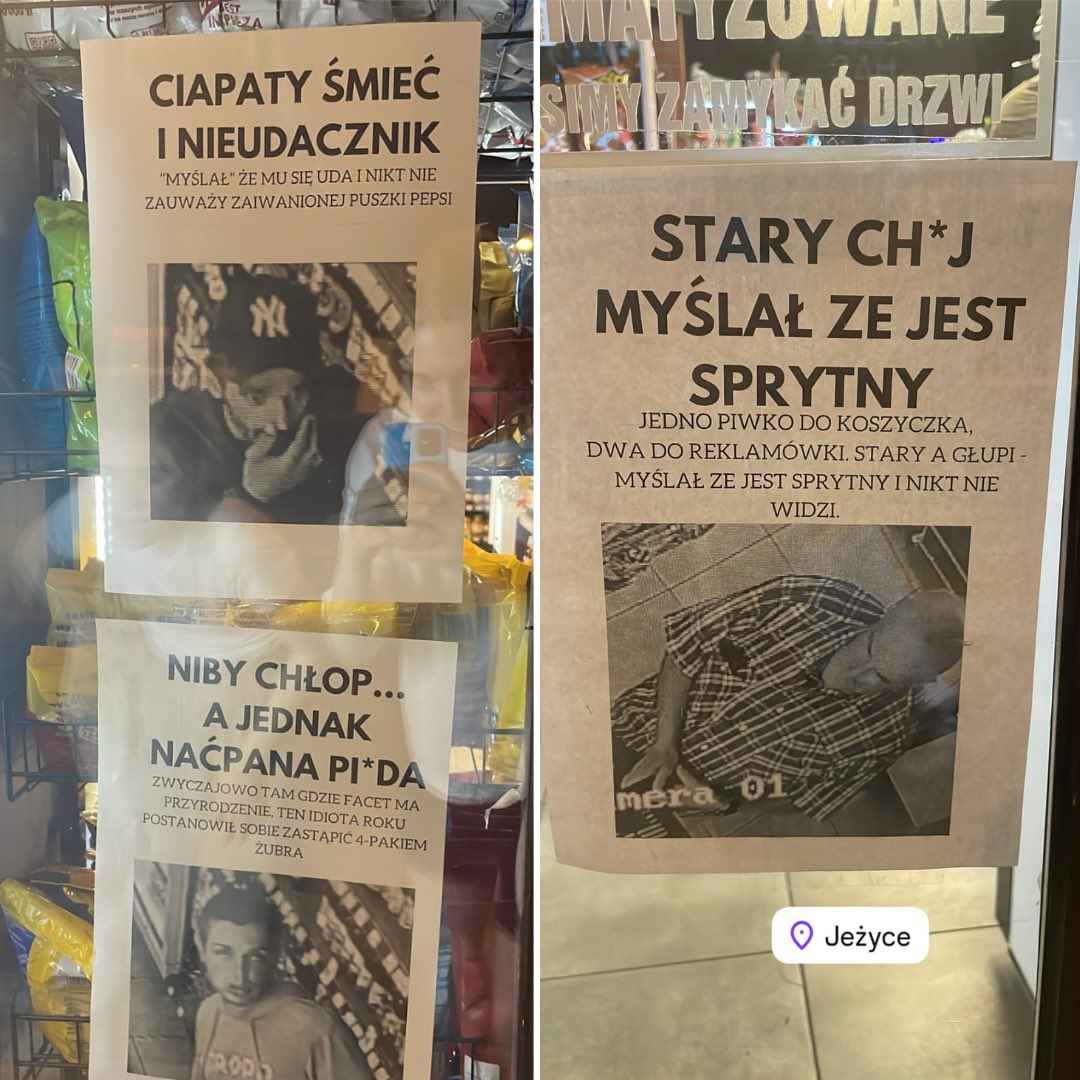 CIAPATY ŚMIEĆ
I NIEUDACZNIK
"MYŚLAŁ" ŻE MU SIĘ UDA I NIKT NIE
ZAUWAŻY ZAIWANIONEJ PUSZKI PEPSI
NY
NIBY CHŁOP...
A JEDNAK
NAĆPANA PI*DA
ZWYCZAJOWO TAM GDZIE FACET MA
PRZYRODZENIE, TEN IDIOTA ROKU
POSTANOWIŁ SOBIE ZASTĄPIĆ 4-PAKIEM
ŻUBRA
MATYZOWANE
SIMY ZAMYKAĆ DRZWI
STARY CH*J
MYŚLAŁ ZE JEST
SPRYTNY
JEDNO PIWKO DO KOSZYCZKA,
DWA DO REKLAMÓWKI. STARY A GŁUPI -
MYŚLAŁ ZE JEST SPRYTNY I NIKT NIE
WIDZI.
mera 01
Jeżyce